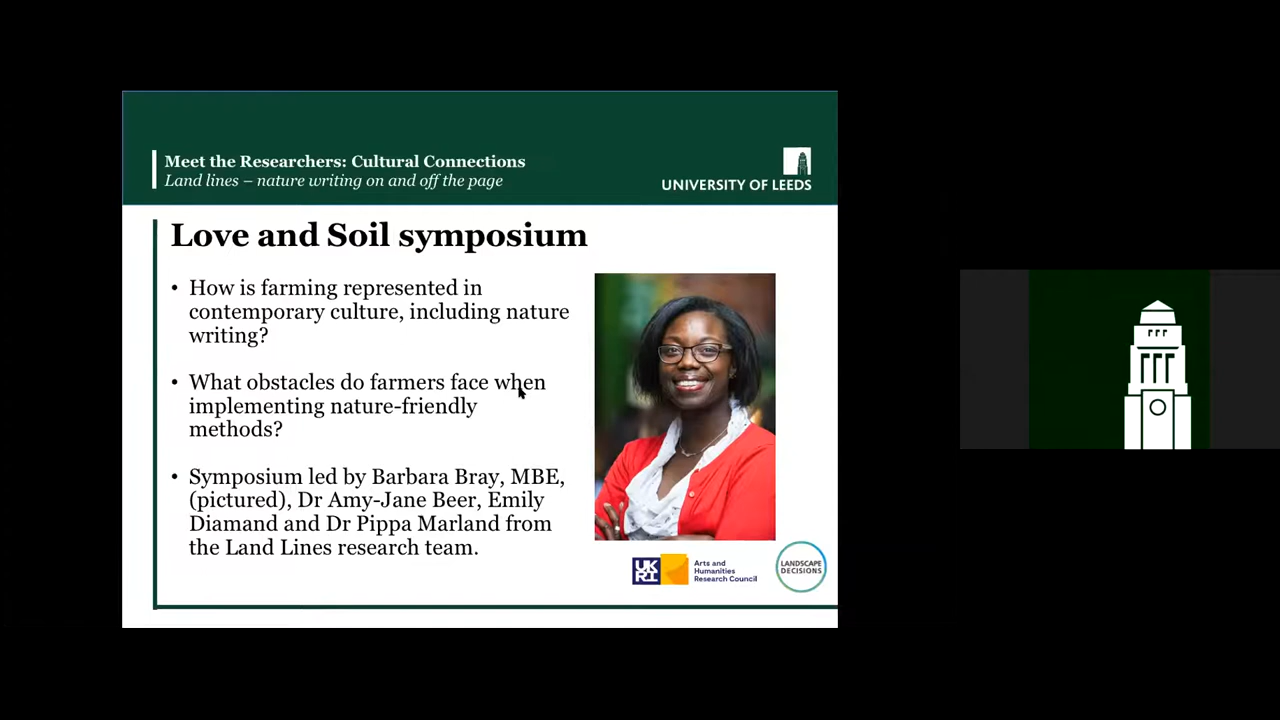 Meet the Researchers: Cultural Connections
Land lines – nature writing on and off the page
UNIVERSITY OF LEEDS
Love and Soil symposium
• How is farming represented in
contemporary culture, including nature
writing?
• What obstacles do farmers face when
implementing nature-friendly
methods?
• Symposium led by Barbara Bray, MBE,
(pictured), Dr Amy-Jane Beer, Emily
Diamand and Dr Pippa Marland from
the Land Lines research team.
UK
RI
Arts and
Humanities
Research Council
LANDSCAPE
DECISIONS